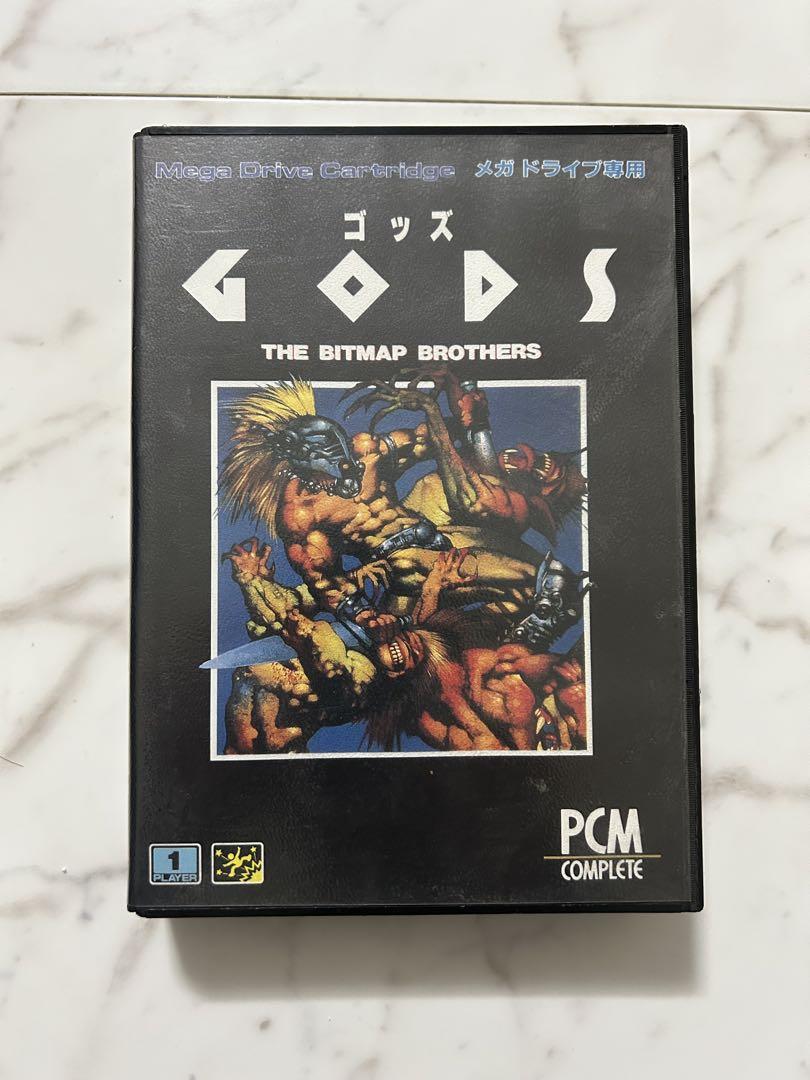 Mega Drive Cartridge メガドライブ専用
ゴッズ
GODS
THE BITMAP BROTHERS
1
PLAYER
PCM
COMPLETE